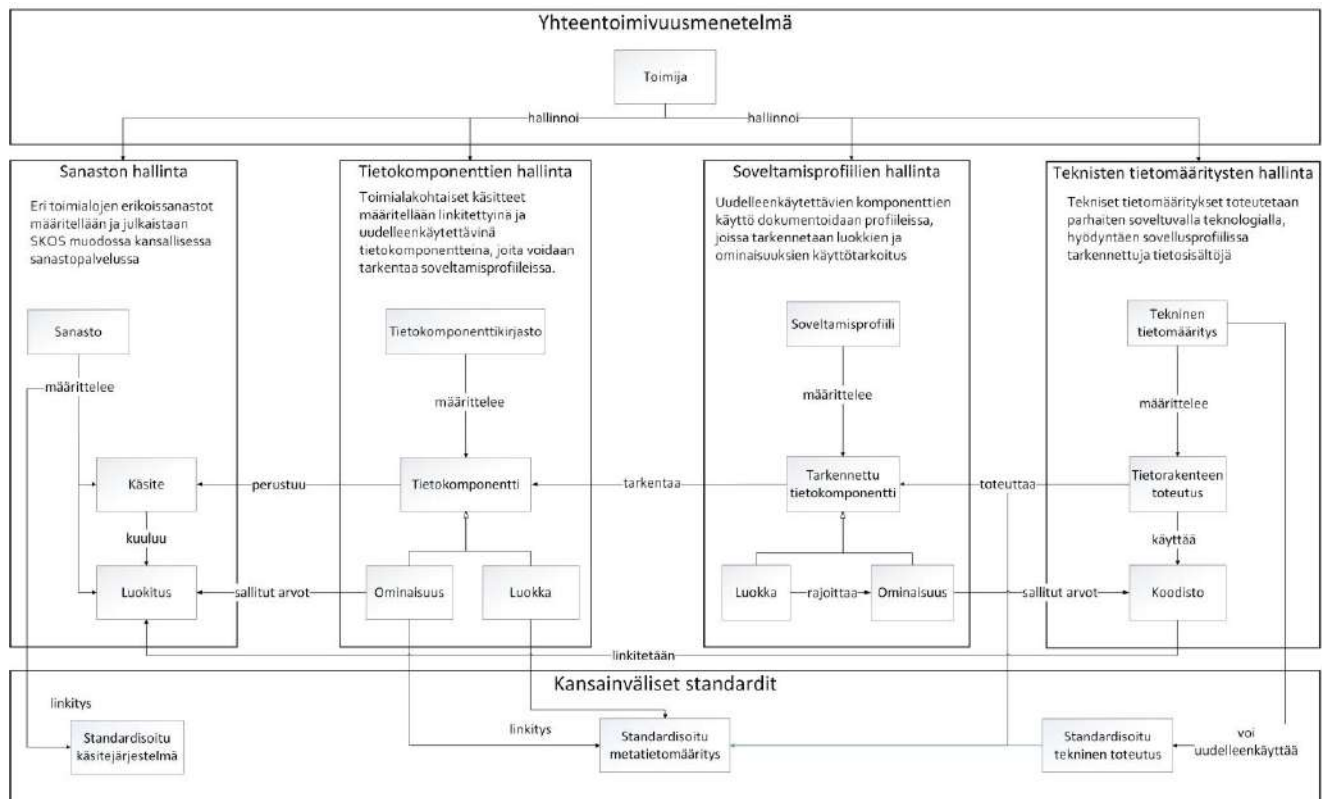 Yhteentoimivuusmenetelmä
Toimija
hallinnoi
hallinnoi
Sanaston hallinta
Eri toimialojen erikoissanastot
määritellään ja julkaistaan
SKOS muodossa kansallisessa
sanastopalvelussa
Sanasto
määrittelee
Käsite
kuuluu
Luokitus
Tietokomponenttien hallinta
Toimialakohtaiset käsitteet
määritellään linkitettyinä ja
uudelleenkäytettävinä
tietokomponentteina, joita voidaan
tarkentaa soveltamisprofiileissa.
Tietokomponenttikirjasto
määrittelee
perustuu
Tietokomponentti
tarkentaa
sallitut arvot
Ominaisuus
Luokka
Soveltamisprofiilien hallinta
Uudelleenkäytettävien komponenttien
käyttö dokumentoidaan profiileissa,
joissa tarkennetaan luokkien ja
ominaisuuksien käyttötarkoitus
Soveltamisprofiili
määrittelee
Tarkennettu
tietokomponentti
toteuttaa
Luokka
rajoittaa
Ominaisuus
sallitut arvot
Teknisten tietomääritysten hallinta
Tekniset tietomääritykset toteutetaan
parhaiten soveltuvalla teknologialla,
hyödyntäen sovellusprofiilissa
tarkennettuja tietosisältöjä
Tekninen
tietomääritys
määrittelee
Tietorakenteen
toteutus
käyttää
Koodisto
linkitetään
Kansainväliset standardit
linkitys
Standardisoitu
käsitejärjestelmä
linkitys
Standardisoitu
metatietomääritys
Standardisoitu
tekninen toteutus
voi
uudelleenkäyttää